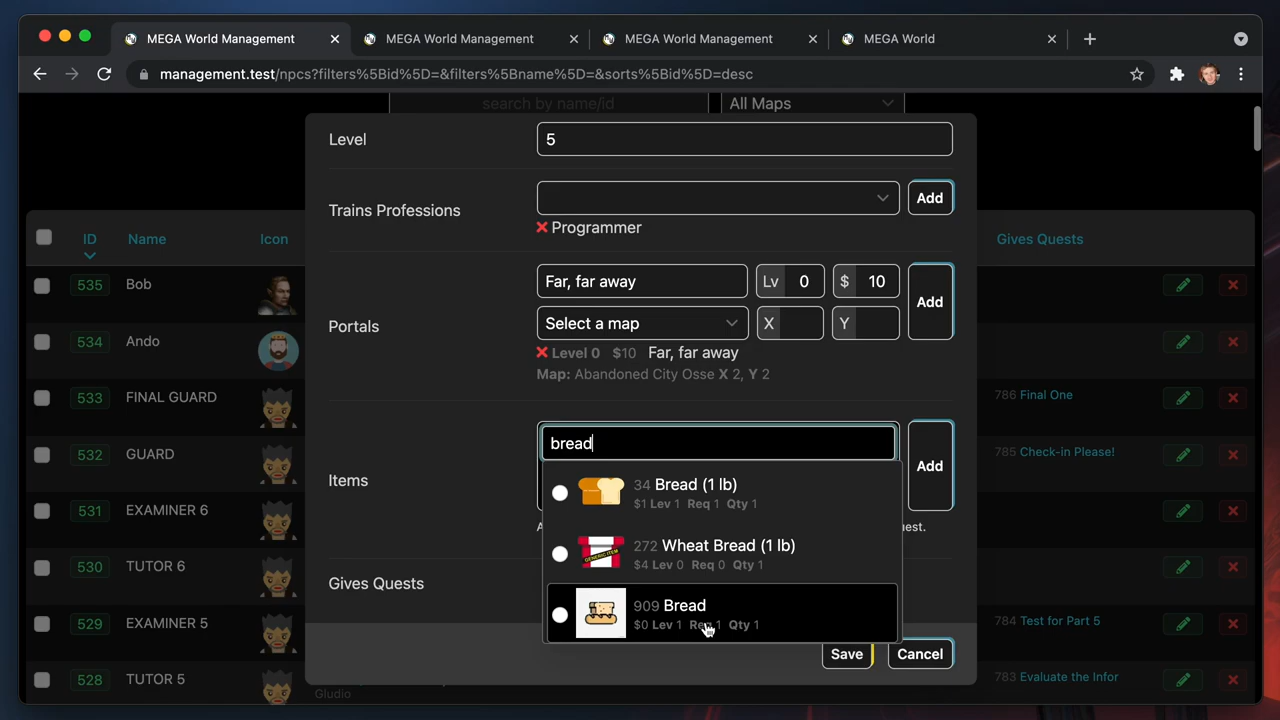 MEGA World Management
MEGA World Management
MEGA World Management
MEGA World
management.test/npcs?filters%5Bid%5D=&filters%5Bname%5D=&sorts%5Bid%5D=desc
search by name/id
All Maps
Level
5
Trains Professions
Add
Programmer
Portals
Far, far away
Lv 0
$ 10
Add
Select a map
X
Y
Level 0 $10 Far, far away
Map: Abandoned City Osse X 2, Y 2
Items
bread
Add
34 Bread (1 lb)
$1 Lev 1 Req 1 Qty 1
272 Wheat Bread (1 lb)
$4 Lev 0 Req 0 Qty 1
909 Bread
$0 Lev 1 Req 1 Qty 1
A
est.
Gives Quests
Save
Cancel
ID
Name
Icon
Gives Quests
535 Bob
534 Ando
533 FINAL GUARD
786 Final One
532 GUARD
785 Check-in Please!
531 EXAMINER 6
530 TUTOR 6
529 EXAMINER 5
784 Test for Part 5
528 TUTOR 5
783 Evaluate the Infor
Gludio